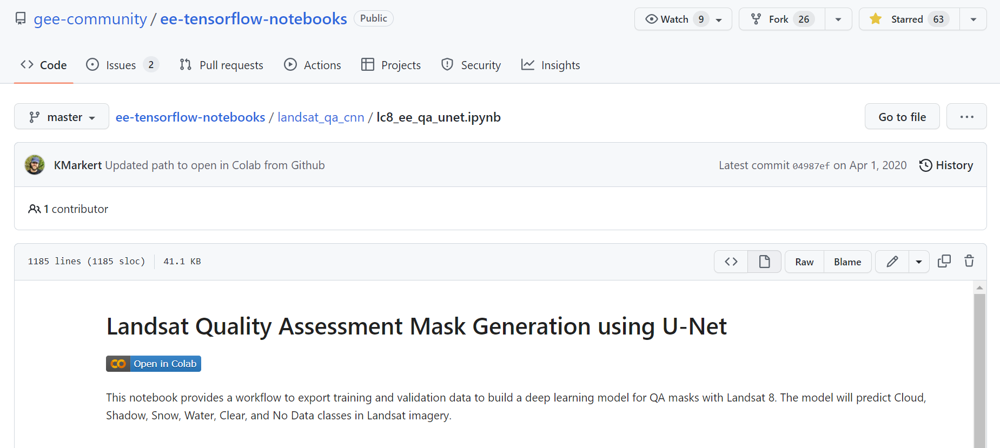 gee-community / ee-tensorflow-notebooks Public Watch 9 Fork 26 Starred 63
Code Issues 2 Pull requests Actions Projects Security Insights
master ee-tensorflow-notebooks / landsat_qa_cnn / lc8_ee_qa_unet.ipynb Go to file ...
KMarkert Updated path to open in Colab from Github Latest commit 04987ef on Apr 1, 2020 History
1 contributor
1185 lines (1185 sloc) 41.1 KB Raw Blame
Landsat Quality Assessment Mask Generation using U-Net
Open in Colab
This notebook provides a workflow to export training and validation data to build a deep learning model for QA masks with Landsat 8. The model will predict Cloud,
Shadow, Snow, Water, Clear, and No Data classes in Landsat imagery.